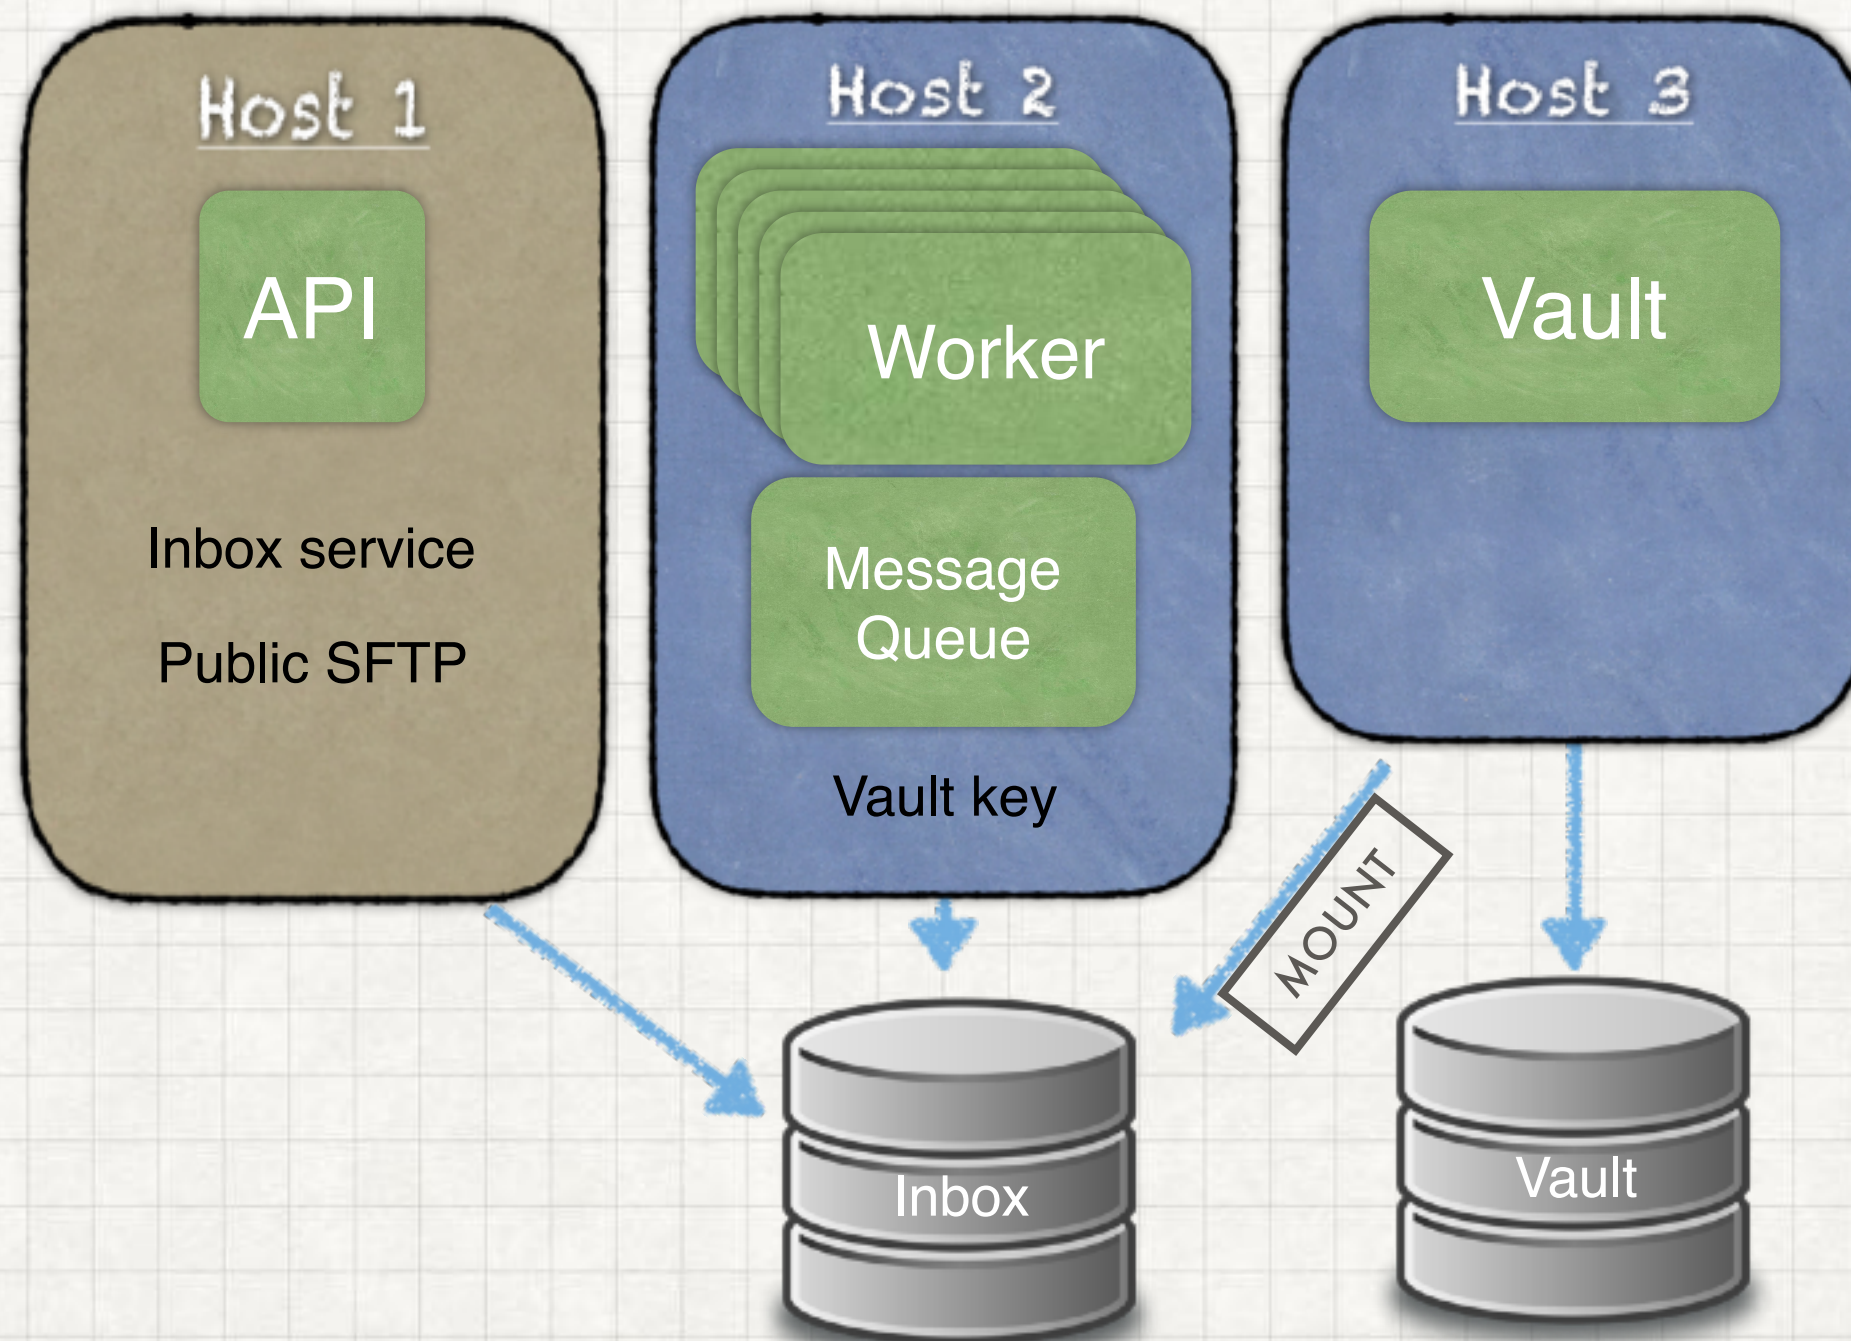 Host 1
API
Inbox service
Public SFTP
Host 2
Worker
Message
Queue
Vault key
Host 3
Vault
MOUNT
Inbox
Vault